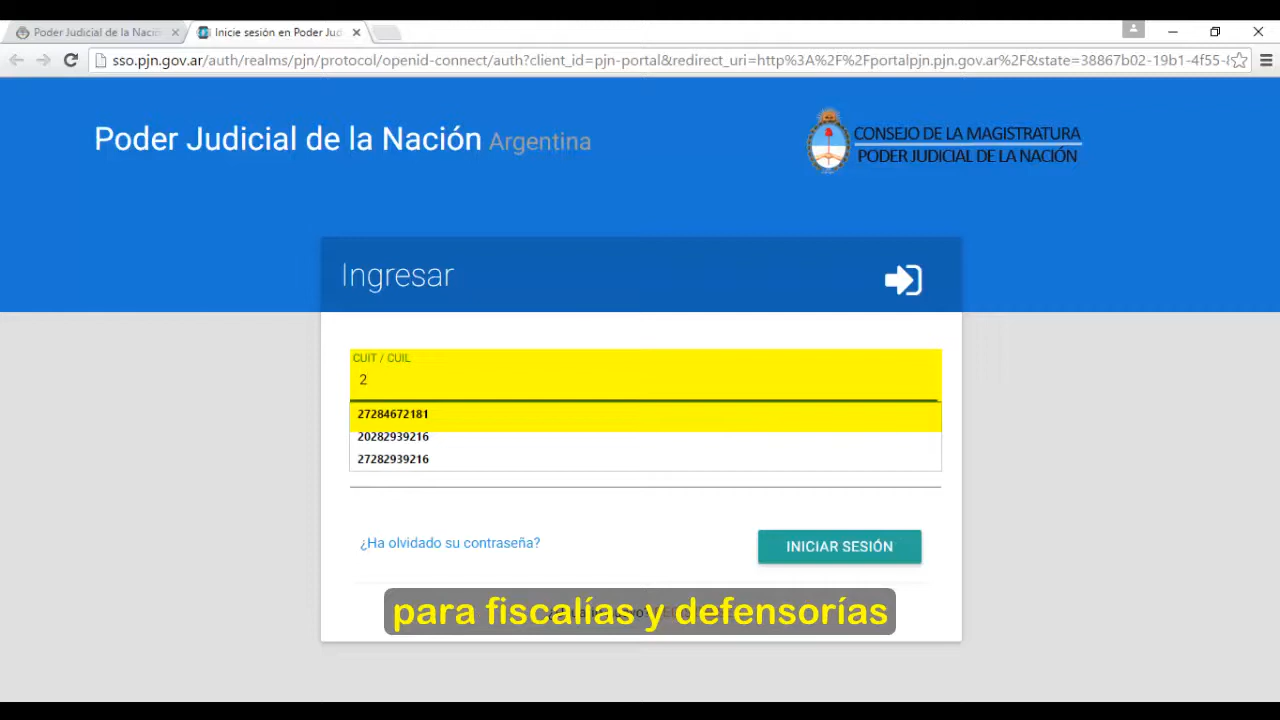 Poder Judicial de la Naci
Inicie sesión en Poder Jud
sso.pjn.gov.ar/auth/realms/pjn/protocol/openid-connect/auth?client_id=pjn-portal&redirect_uri=http%3A%2F%2Fportalpjn.pjn.gov.ar%2F&state=38867b02-19b1-4f55-
Poder Judicial de la Nación Argentina
CONSEJO DE LA MAGISTRATURA
PODER JUDICIAL DE LA NACIÓN
Ingresar
CUIT / CUIL
2
27284672181
20282939216
27282939216
¿Ha olvidado su contraseña?
INICIAR SESIÓN
para fiscalías y defensorías